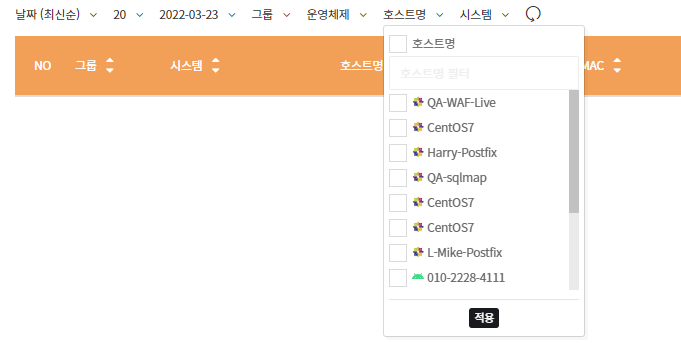 날짜 (최신순) 20 2022-03-23 그룹 운영체제 호스트명 시스템
호스트명
호스트명 필터
NO 그룹 시스템 호스트명 MAC
QA-WAF-Live
CentOS7
Harry-Postfix
QA-sqlmap
CentOS7
CentOS7
L-Mike-Postfix
010-2228-4111
적용